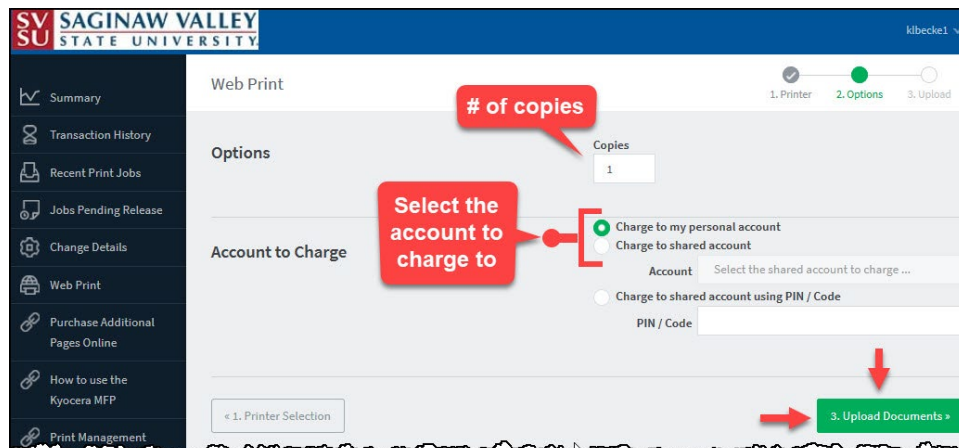 SV SAGINAW VALLEY
SU STATE UNIVERSITY.
klbecke1
Summary
Transaction History
Recent Print Jobs
Jobs Pending Release
Change Details
Web Print
Purchase Additional
Pages Online
How to use the
Kyocera MFP
Print Management
Web Print
1. Printer
2. Options
3. Upload
# of copies
Options
Copies
1
Select the
account to
charge to
Account to Charge
Charge to my personal account
Charge to shared account
Account Select the shared account to charge ...
Charge to shared account using PIN / Code
PIN / Code
« 1. Printer Selection
3. Upload Documents »